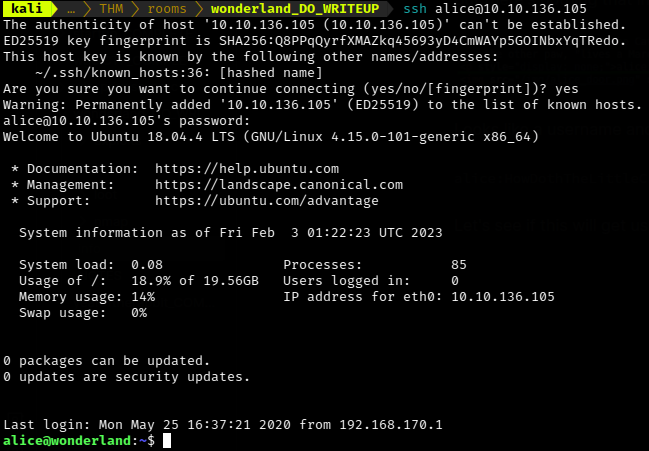 kali … THM rooms wonderland_DO_WRITEUP ssh alice@10.10.136.105
The authenticity of host '10.10.136.105 (10.10.136.105)' can't be established.
ED25519 key fingerprint is SHA256:Q8PPqQyrfXMAZkq45693yD4CmWAYp5GOINbxYqTRedo.
This host key is known by the following other names/addresses:
    ~/.ssh/known_hosts:36: [hashed name]
Are you sure you want to continue connecting (yes/no/[fingerprint])? yes
Warning: Permanently added '10.10.136.105' (ED25519) to the list of known hosts.
alice@10.10.136.105's password:
Welcome to Ubuntu 18.04.4 LTS (GNU/Linux 4.15.0-101-generic x86_64)
 * Documentation:  https://help.ubuntu.com
 * Management:     https://landscape.canonical.com
 * Support:        https://ubuntu.com/advantage
  System information as of Fri Feb  3 01:22:23 UTC 2023
  System load:  0.08               Processes:           85
  Usage of /:   18.9% of 19.56GB   Users logged in:     0
  Memory usage: 14%                IP address for eth0: 10.10.136.105
  Swap usage:   0%
0 packages can be updated.
0 updates are security updates.
Last login: Mon May 25 16:37:21 2020 from 192.168.170.1
alice@wonderland:~$